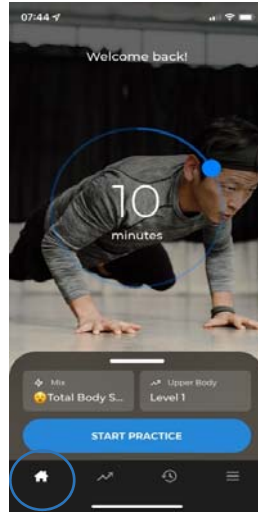 07:44
Welcome back!
10
minutes
Mix
😯Total Body S...
Upper Body
Level 1
START PRACTICE